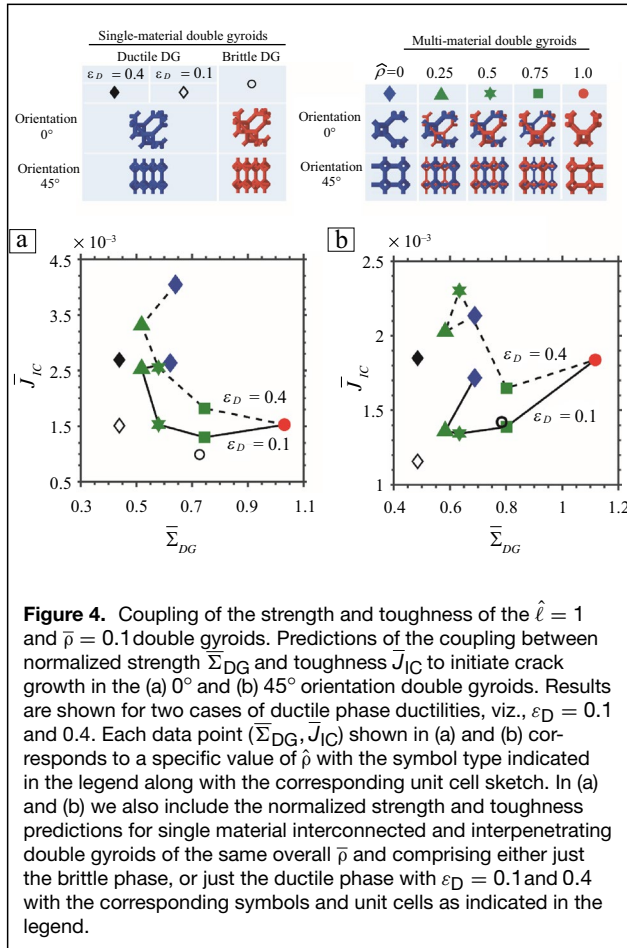 Single-material double gyroids
Ductile DG Brittle DG
ε_D = 0.4 ε_D = 0.1
Orientation
0°
Orientation
45°
Multi-material double gyroids
ρ̂=0 0.25 0.5 0.75 1.0
Orientation
0°
Orientation
45°
a
× 10⁻³
4.5
3.5
2.5
1.5
0.5
J̅_IC
ε_D = 0.4
ε_D = 0.1
0.3 0.5 0.7 0.9 1.1
Σ̅_DG
b
× 10⁻³
2.5
2
1.5
1
J̅_IC
ε_D = 0.4
ε_D = 0.1
0.4 0.6 0.8 1 1.2
Σ̅_DG
Figure 4. Coupling of the strength and toughness of the ℓ̂ = 1
and ρ̅ = 0.1 double gyroids. Predictions of the coupling between
normalized strength Σ̅_DG and toughness J̅_IC to initiate crack
growth in the (a) 0° and (b) 45° orientation double gyroids. Results
are shown for two cases of ductile phase ductilities, viz., ε_D = 0.1
and 0.4. Each data point (Σ̅_DG, J̅_IC) shown in (a) and (b) cor-
responds to a specific value of ρ̂ with the symbol type indicated
in the legend along with the corresponding unit cell sketch. In (a)
and (b) we also include the normalized strength and toughness
predictions for single material interconnected and interpenetrating
double gyroids of the same overall ρ̅ and comprising either just
the brittle phase, or just the ductile phase with ε_D = 0.1 and 0.4
with the corresponding symbols and unit cells as indicated in the
legend.